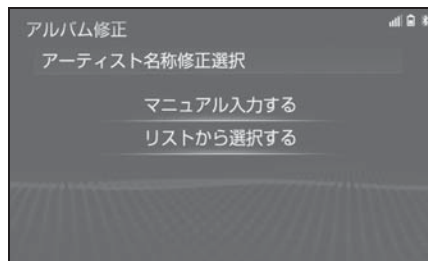 アルバム修正
アーティスト名称修正選択
マニュアル入力する
リストから選択する